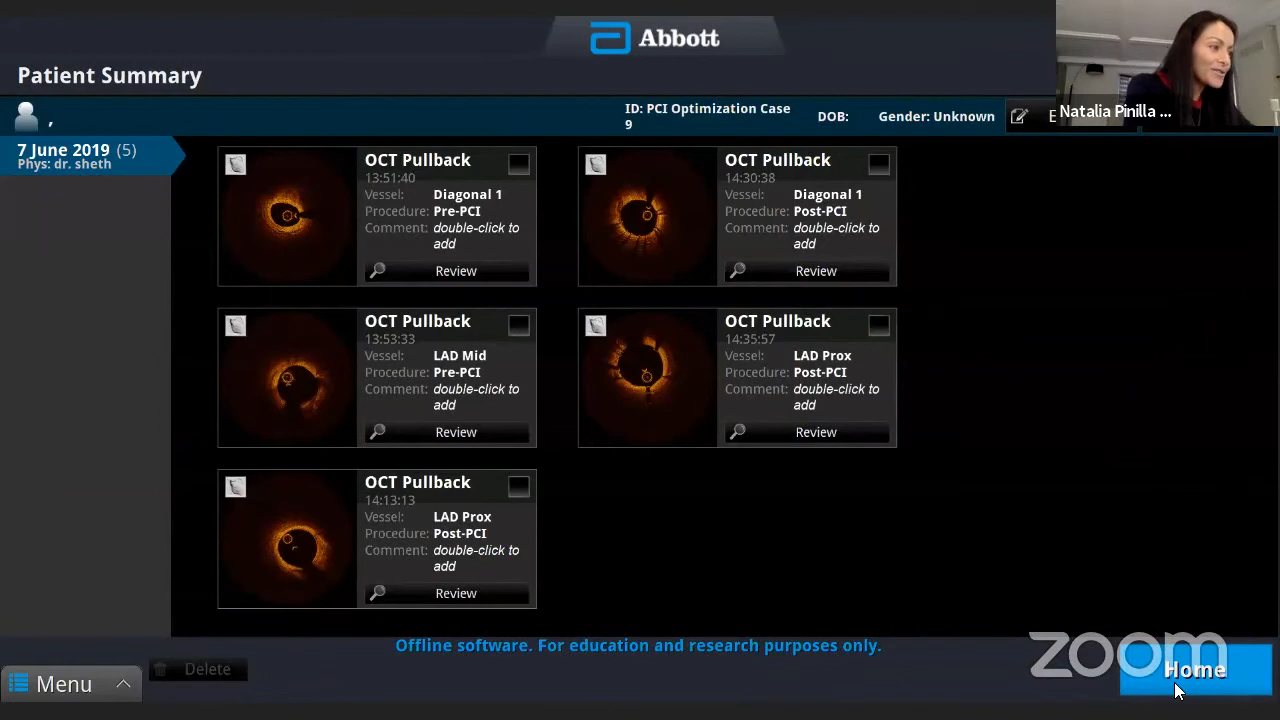 Abbott
Patient Summary
,
ID: PCI Optimization Case
9
DOB:
Gender: Unknown
Natalia Pinilla ...
7 June 2019 (5)
Phys: dr. sheth
OCT Pullback
13:51:40
Vessel: Diagonal 1
Procedure: Pre-PCI
Comment: double-click to
add
Review
OCT Pullback
14:30:38
Vessel: Diagonal 1
Procedure: Post-PCI
Comment: double-click to
add
Review
OCT Pullback
13:53:33
Vessel: LAD Mid
Procedure: Pre-PCI
Comment: double-click to
add
Review
OCT Pullback
14:35:57
Vessel: LAD Prox
Procedure: Post-PCI
Comment: double-click to
add
Review
OCT Pullback
14:13:13
Vessel: LAD Prox
Procedure: Post-PCI
Comment: double-click to
add
Review
Offline software. For education and research purposes only.
Menu
Delete
zoom
Home